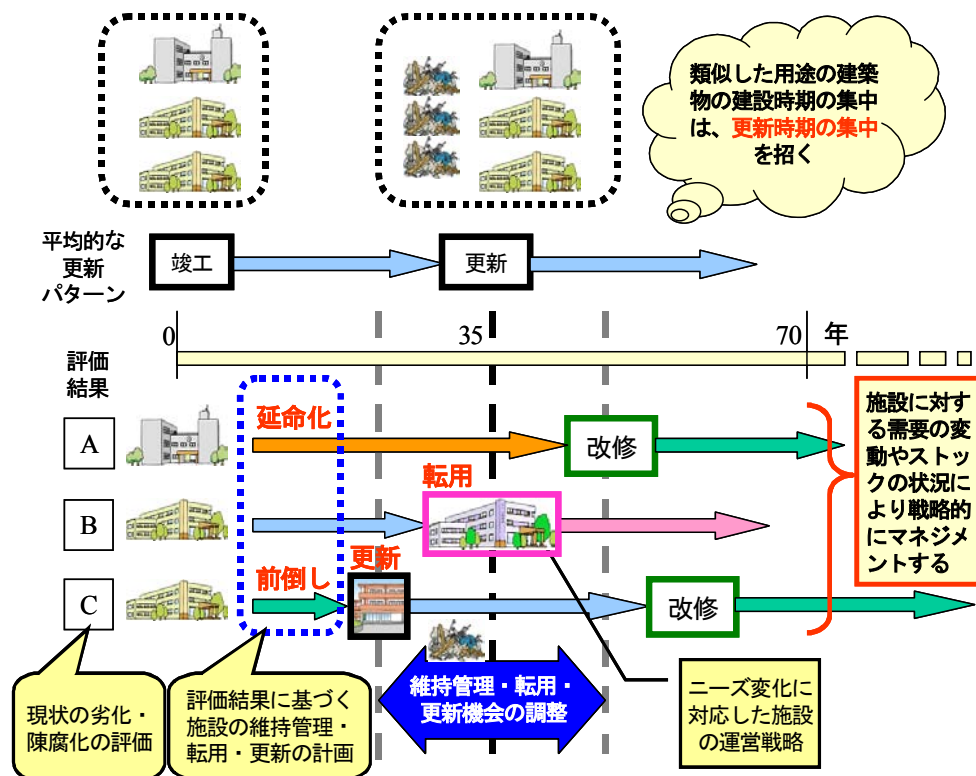 類似した用途の建築
物の建設時期の集中
は、更新時期の集中
を招く
平均的な
更新
パターン
竣工
更新
0
35
70
年
評価
結果
A
延命化
改修
B
転用
C
前倒し
更新
改修
施設に対
する需要の変
動やストッ
クの状況に
より戦略的
にマネジメ
ントする
現状の劣化・
陳腐化の評価
評価結果に基づく
施設の維持管理・
転用・更新の計画
維持管理・転用・
更新機会の調整
ニーズ変化に
対応した施設
の運営戦略